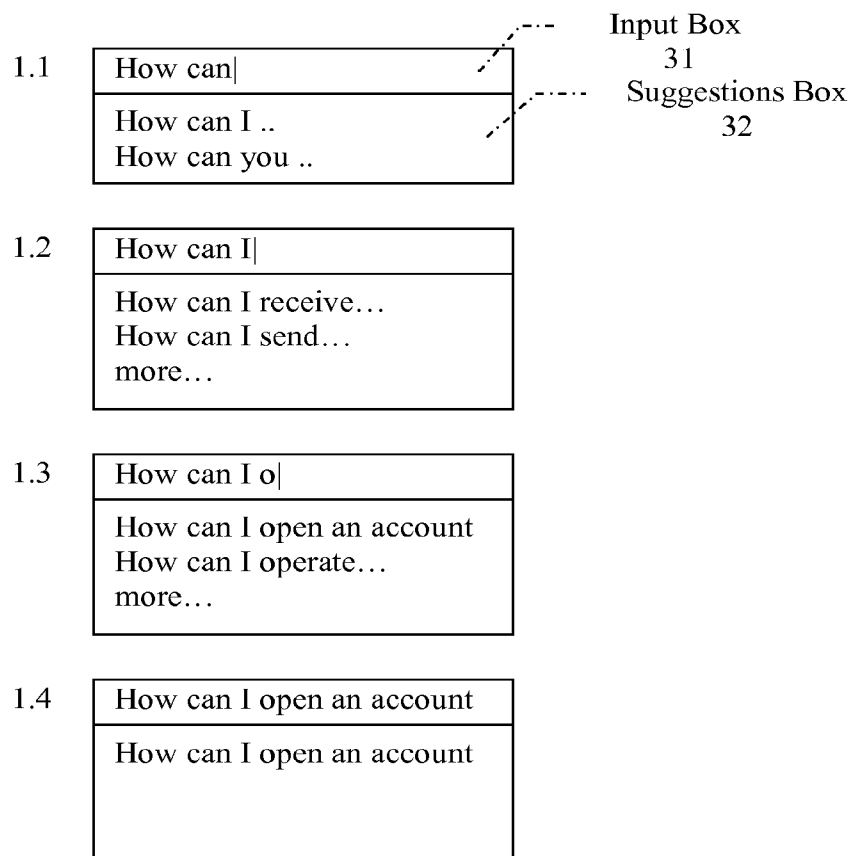 Input Box
31
1.1 How can|
Suggestions Box
32
How can I ..
How can you ..
1.2 How can I|
How can I receive...
How can I send...
more...
1.3 How can I o|
How can I open an account
How can I operate...
more...
1.4 How can I open an account
How can I open an account